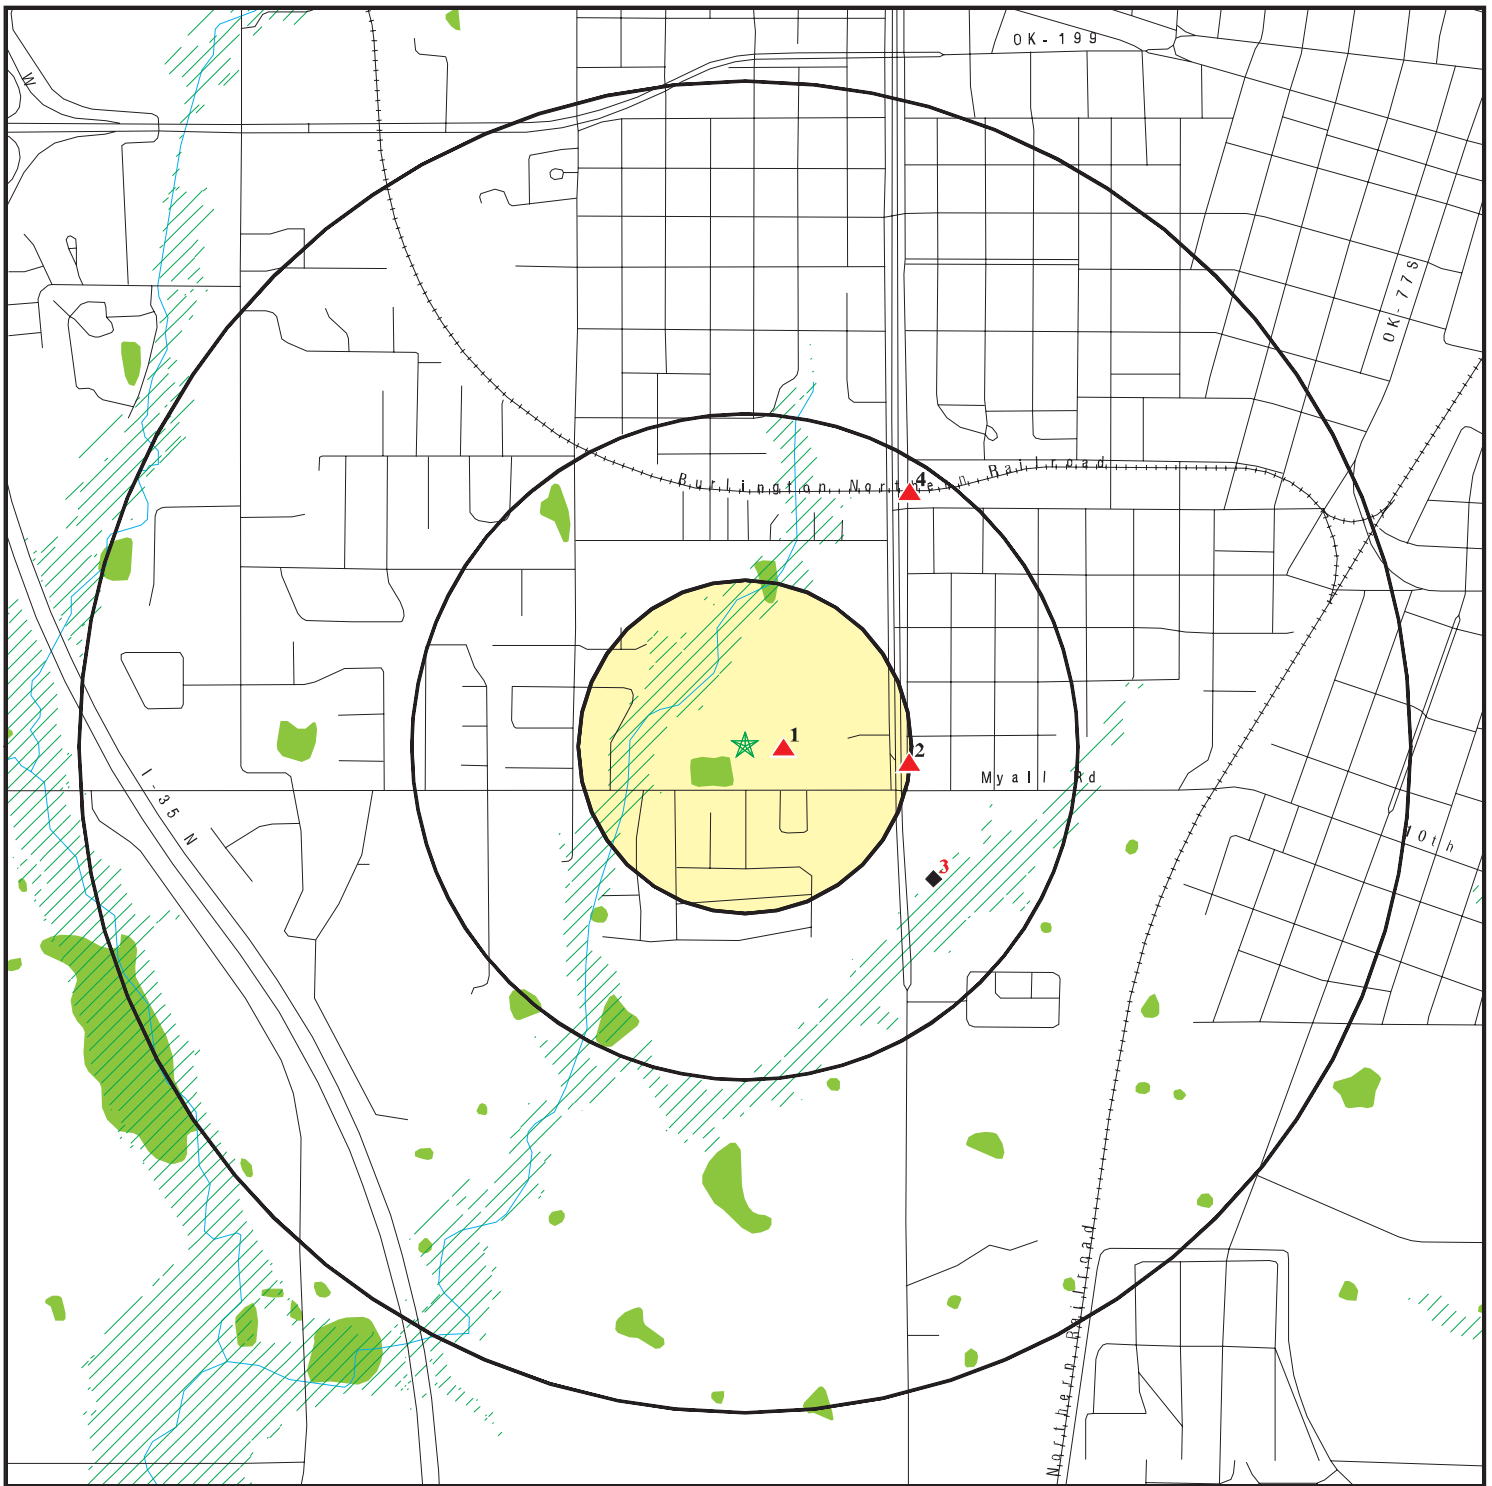 OK-199
W
OK-77S
Burlington Northern Railroad
4
1
2
Myall Rd
I-35 N
10th
3
Northern Railroad